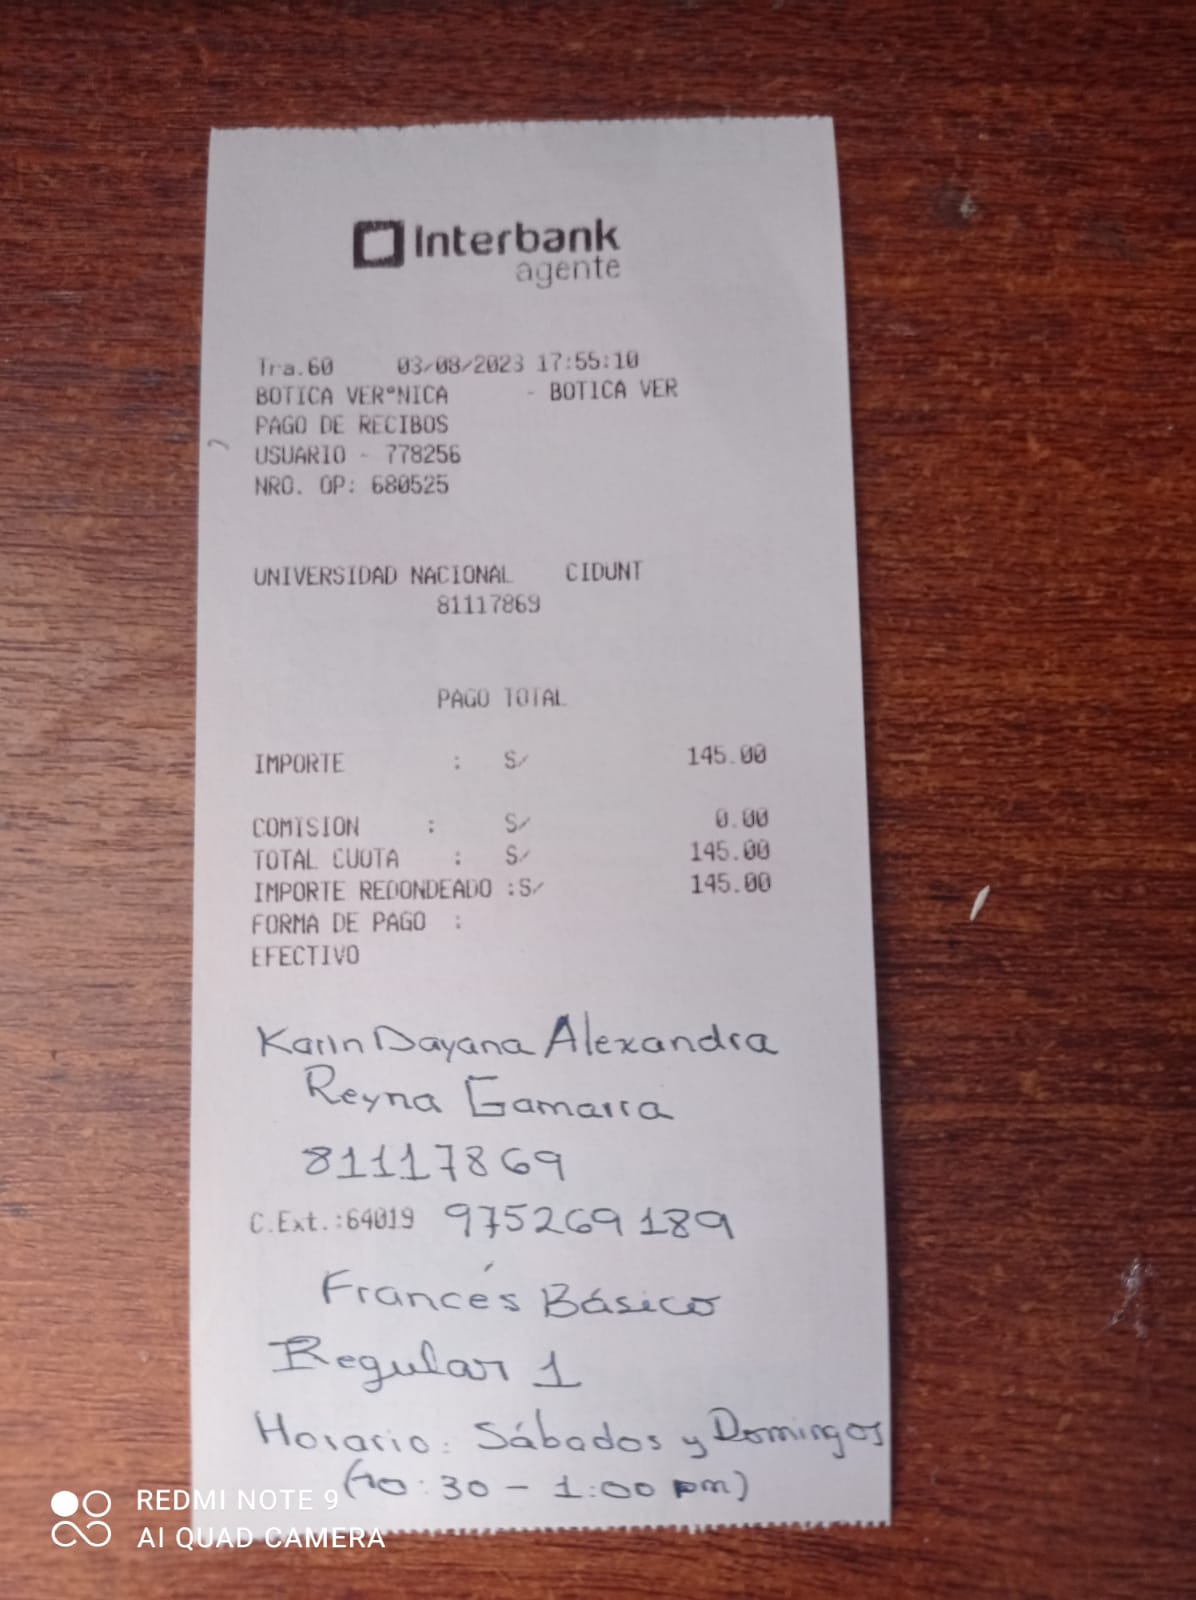 Interbank
agente
Tra.60 03/08/2023 17:55:10
BOTICA VERºNICA - BOTICA VER
PAGO DE RECIBOS
USUARIO - 778256
NRO. OP: 680525
UNIVERSIDAD NACIONAL CIDUNT
81117869
PAGO TOTAL
IMPORTE : S/ 145.00
COMISION : S/ 0.00
TOTAL CUOTA : S/ 145.00
IMPORTE REDONDEADO :S/ 145.00
FORMA DE PAGO :
EFECTIVO
Karin Dayana Alexandra
Reyna Gamarra
81117869
C.Ext.:64019 975269189
Francés Básico
Regular 1
Horario: Sábados y Domingos
(10:30 - 1:00 pm)
REDMI NOTE 9
AI QUAD CAMERA